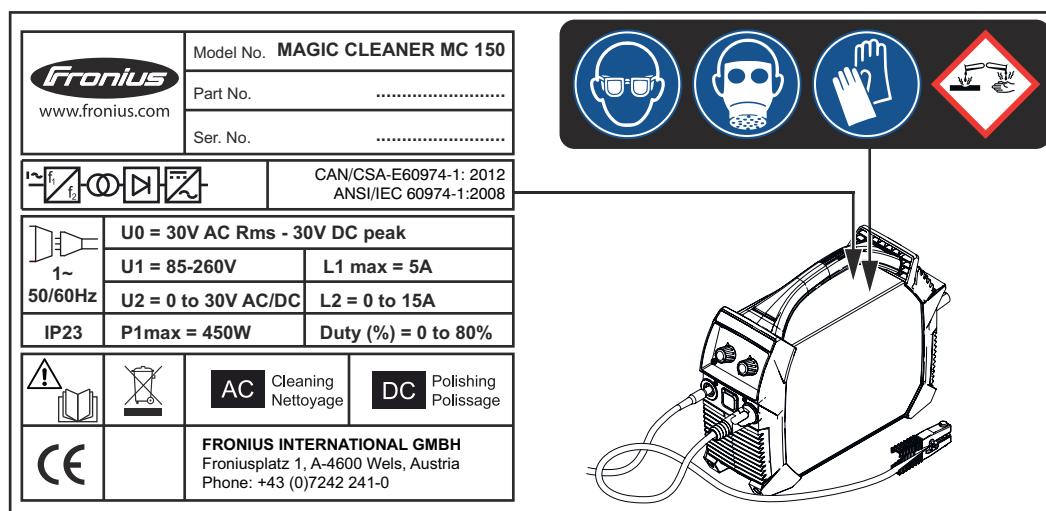 Fronius
www.fronius.com
Model No. MAGIC CLEANER MC 150
Part No. ........................
Ser. No. ........................
1~ f1 f2
CAN/CSA-E60974-1: 2012
ANSI/IEC 60974-1:2008
1~
50/60Hz
U0 = 30V AC Rms - 30V DC peak
U1 = 85-260V L1 max = 5A
U2 = 0 to 30V AC/DC L2 = 0 to 15A
IP23 P1max = 450W Duty (%) = 0 to 80%
AC Cleaning
Nettoyage
DC Polishing
Polissage
CE
FRONIUS INTERNATIONAL GMBH
Froniusplatz 1, A-4600 Wels, Austria
Phone: +43 (0)7242 241-0